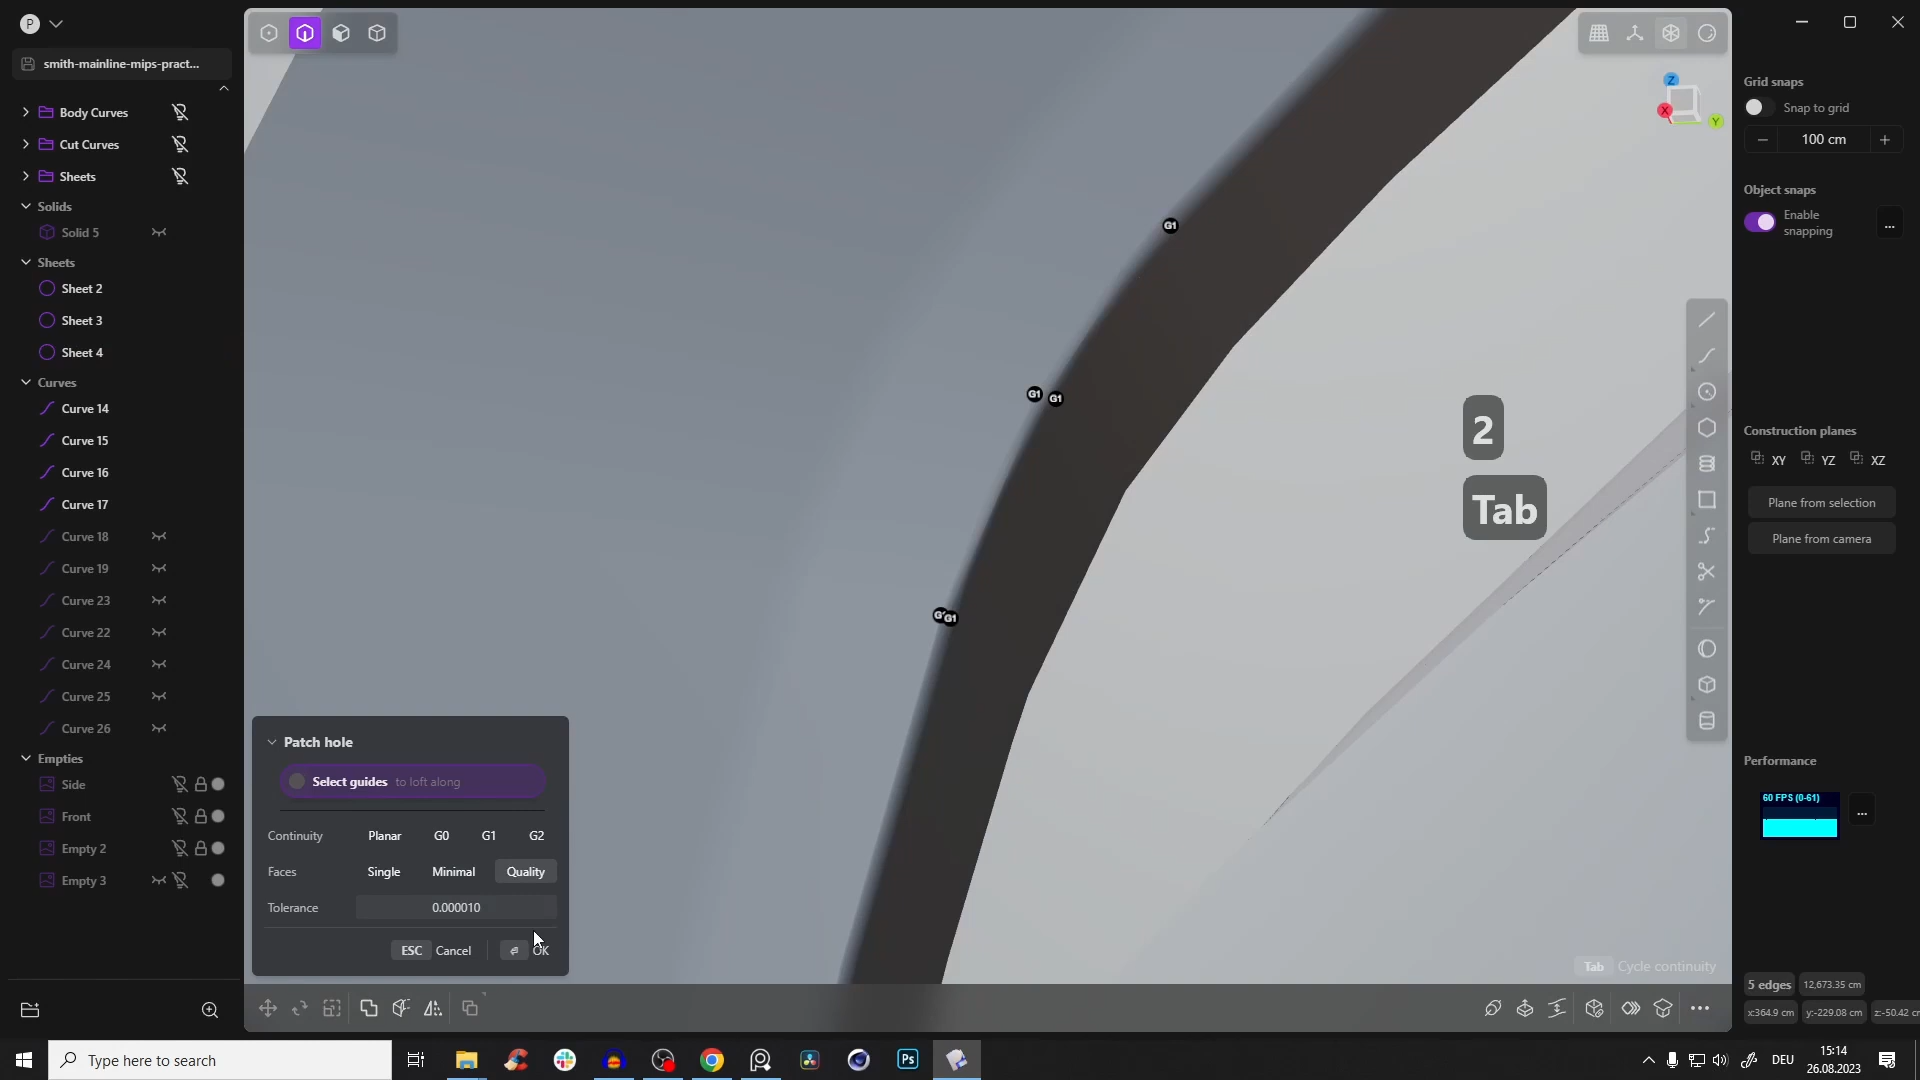 P
smith-mainline-mips-pract...
Body Curves
Cut Curves
Sheets
Solids
Solid 5
Sheets
Sheet 2
Sheet 3
Sheet 4
Curves
Curve 14
Curve 15
Curve 16
Curve 17
Curve 18
Curve 19
Curve 23
Curve 22
Curve 24
Curve 25
Curve 26
Empties
Side
Front
Empty 2
Empty 3
G1
G1 G1
G1
2
Tab
Patch hole
Select guides to loft along
Continuity Planar G0 G1 G2
Faces Single Minimal Quality
Tolerance 0.000010
ESC Cancel OK
Tab Cycle continuity
Z
X
Y
Grid snaps
Snap to grid
100 cm
Object snaps
Enable
snapping
...
Construction planes
XY YZ XZ
Plane from selection
Plane from camera
Performance
60 FPS (0-61)
...
5 edges 12,673.35 cm
x:364.9 cm y:-229.08 cm z:-50.42 c
Type here to search
Ps
DEU
15:14
26.08.2023